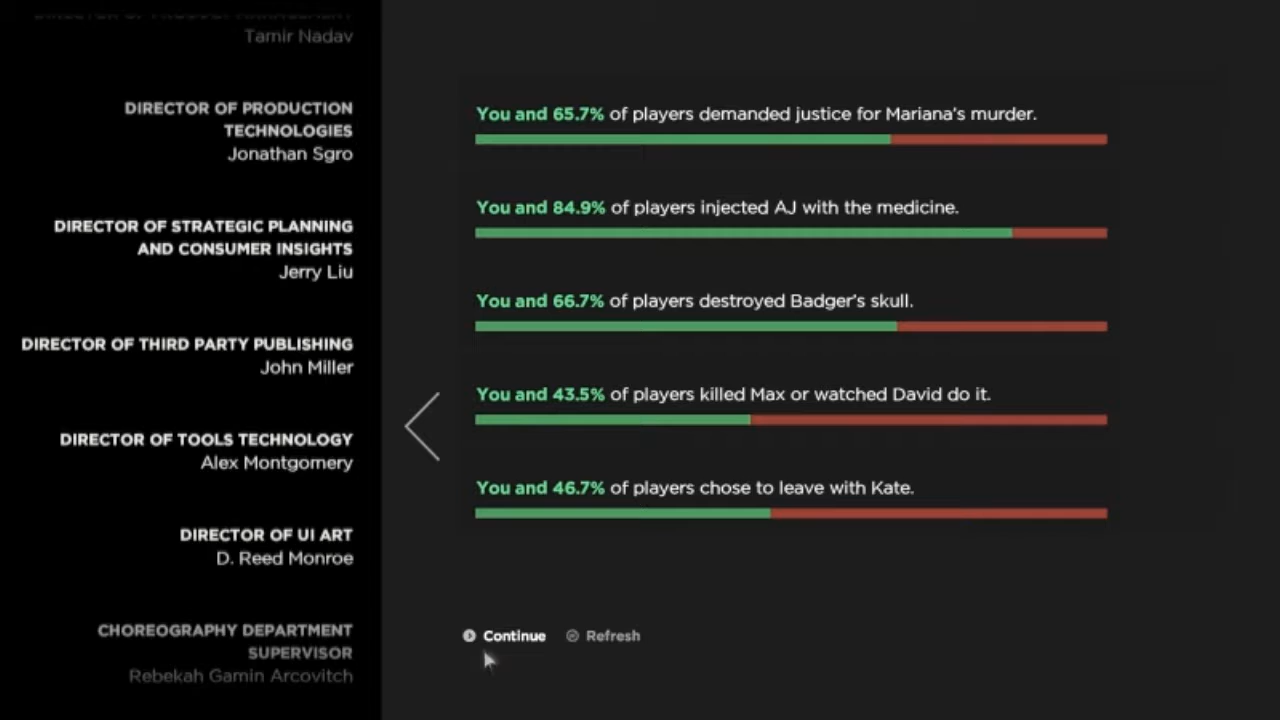 Tamir Nadav
DIRECTOR OF PRODUCTION
TECHNOLOGIES
Jonathan Sgro
DIRECTOR OF STRATEGIC PLANNING
AND CONSUMER INSIGHTS
Jerry Liu
DIRECTOR OF THIRD PARTY PUBLISHING
John Miller
DIRECTOR OF TOOLS TECHNOLOGY
Alex Montgomery
DIRECTOR OF UI ART
D. Reed Monroe
CHOREOGRAPHY DEPARTMENT
SUPERVISOR
Rebekah Gamin Arcovitch
You and 65.7% of players demanded justice for Mariana's murder.
You and 84.9% of players injected AJ with the medicine.
You and 66.7% of players destroyed Badger's skull.
You and 43.5% of players killed Max or watched David do it.
You and 46.7% of players chose to leave with Kate.
Continue Refresh